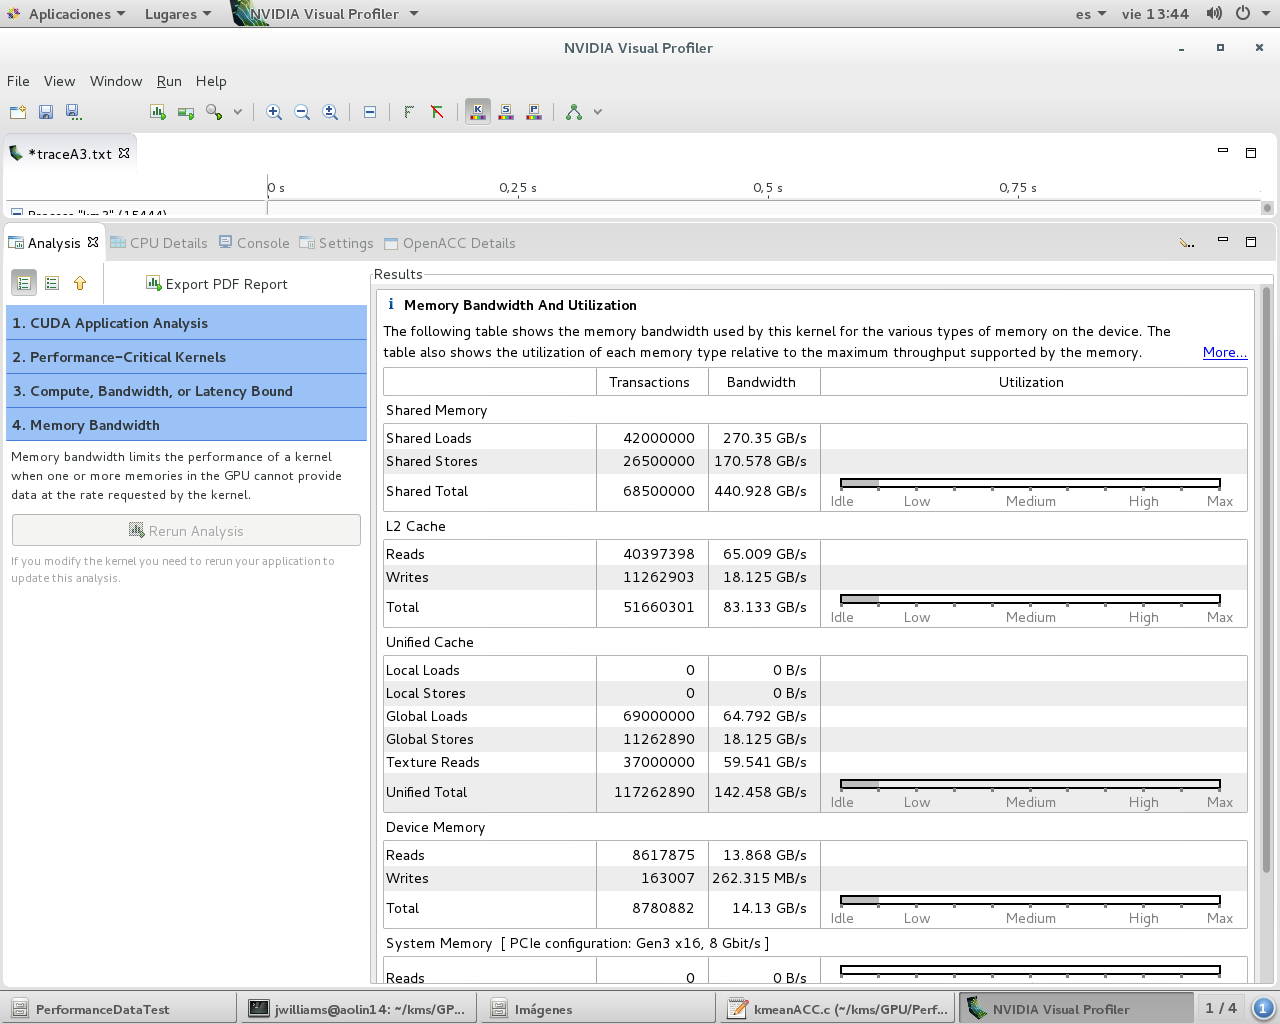 Aplicaciones Lugares NVIDIA Visual Profiler es vie 13:44
NVIDIA Visual Profiler
File View Window Run Help
K S P
*traceA3.txt
0 s 0,25 s 0,5 s 0,75 s
Process "km3" (15444)
Analysis CPU Details Console Settings OpenACC Details
Export PDF Report
1. CUDA Application Analysis
2. Performance-Critical Kernels
3. Compute, Bandwidth, or Latency Bound
4. Memory Bandwidth
Memory bandwidth limits the performance of a kernel
when one or more memories in the GPU cannot provide
data at the rate requested by the kernel.
Rerun Analysis
If you modify the kernel you need to rerun your application to
update this analysis.
Results
i Memory Bandwidth And Utilization
The following table shows the memory bandwidth used by this kernel for the various types of memory on the device. The
table also shows the utilization of each memory type relative to the maximum throughput supported by the memory. More...
Transactions Bandwidth Utilization
Shared Memory
Shared Loads 42000000 270.35 GB/s
Shared Stores 26500000 170.578 GB/s
Shared Total 68500000 440.928 GB/s
Idle Low Medium High Max
L2 Cache
Reads 40397398 65.009 GB/s
Writes 11262903 18.125 GB/s
Total 51660301 83.133 GB/s
Idle Low Medium High Max
Unified Cache
Local Loads 0 0 B/s
Local Stores 0 0 B/s
Global Loads 69000000 64.792 GB/s
Global Stores 11262890 18.125 GB/s
Texture Reads 37000000 59.541 GB/s
Unified Total 117262890 142.458 GB/s
Idle Low Medium High Max
Device Memory
Reads 8617875 13.868 GB/s
Writes 163007 262.315 MB/s
Total 8780882 14.13 GB/s
Idle Low Medium High Max
System Memory [ PCIe configuration: Gen3 x16, 8 Gbit/s ]
Reads 0 0 B/s
PerformanceDataTest jwilliams@aolin14: ~/kms/GP... Imágenes kmeanACC.c (~/kms/GPU/Perf... NVIDIA Visual Profiler 1 / 4 1